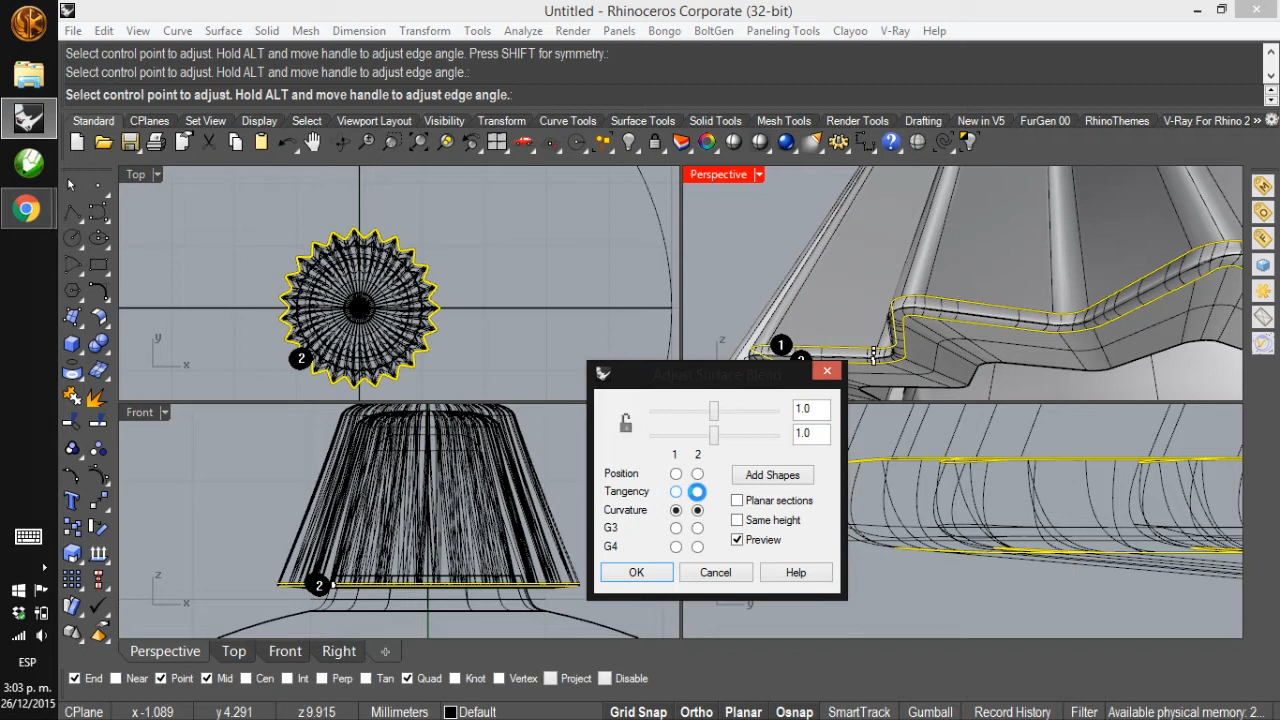 Untitled - Rhinoceros Corporate (32-bit)
File Edit View Curve Surface Solid Mesh Dimension Transform Tools Analyze Render Panels Bongo BoltGen Paneling Tools Clayoo V-Ray Help
Select control point to adjust. Hold ALT and move handle to adjust edge angle. Press SHIFT for symmetry.:
Select control point to adjust. Hold ALT and move handle to adjust edge angle.:
Select control point to adjust. Hold ALT and move handle to adjust edge angle.:
Standard CPlanes Set View Display Select Viewport Layout Visibility Transform Curve Tools Surface Tools Solid Tools Mesh Tools Render Tools Drafting New in V5 FurGen 00 RhinoThemes V-Ray For Rhino 2 »
Top
Perspective
y
x
z
2
1
2
Front
z
x
y
2
Adjust Surface Blend
1.0
1.0
1 2
Position
Add Shapes
Tangency
Planar sections
Curvature
Same height
G3
Preview
G4
OK Cancel Help
Perspective Top Front Right
End Near Point Mid Cen Int Perp Tan Quad Knot Vertex Project Disable
CPlane x -1.089 y 4.291 z 9.915 Millimeters Default Grid Snap Ortho Planar Osnap SmartTrack Gumball Record History Filter Available physical memory: 2...
ESP
3:03 p. m.
26/12/2015